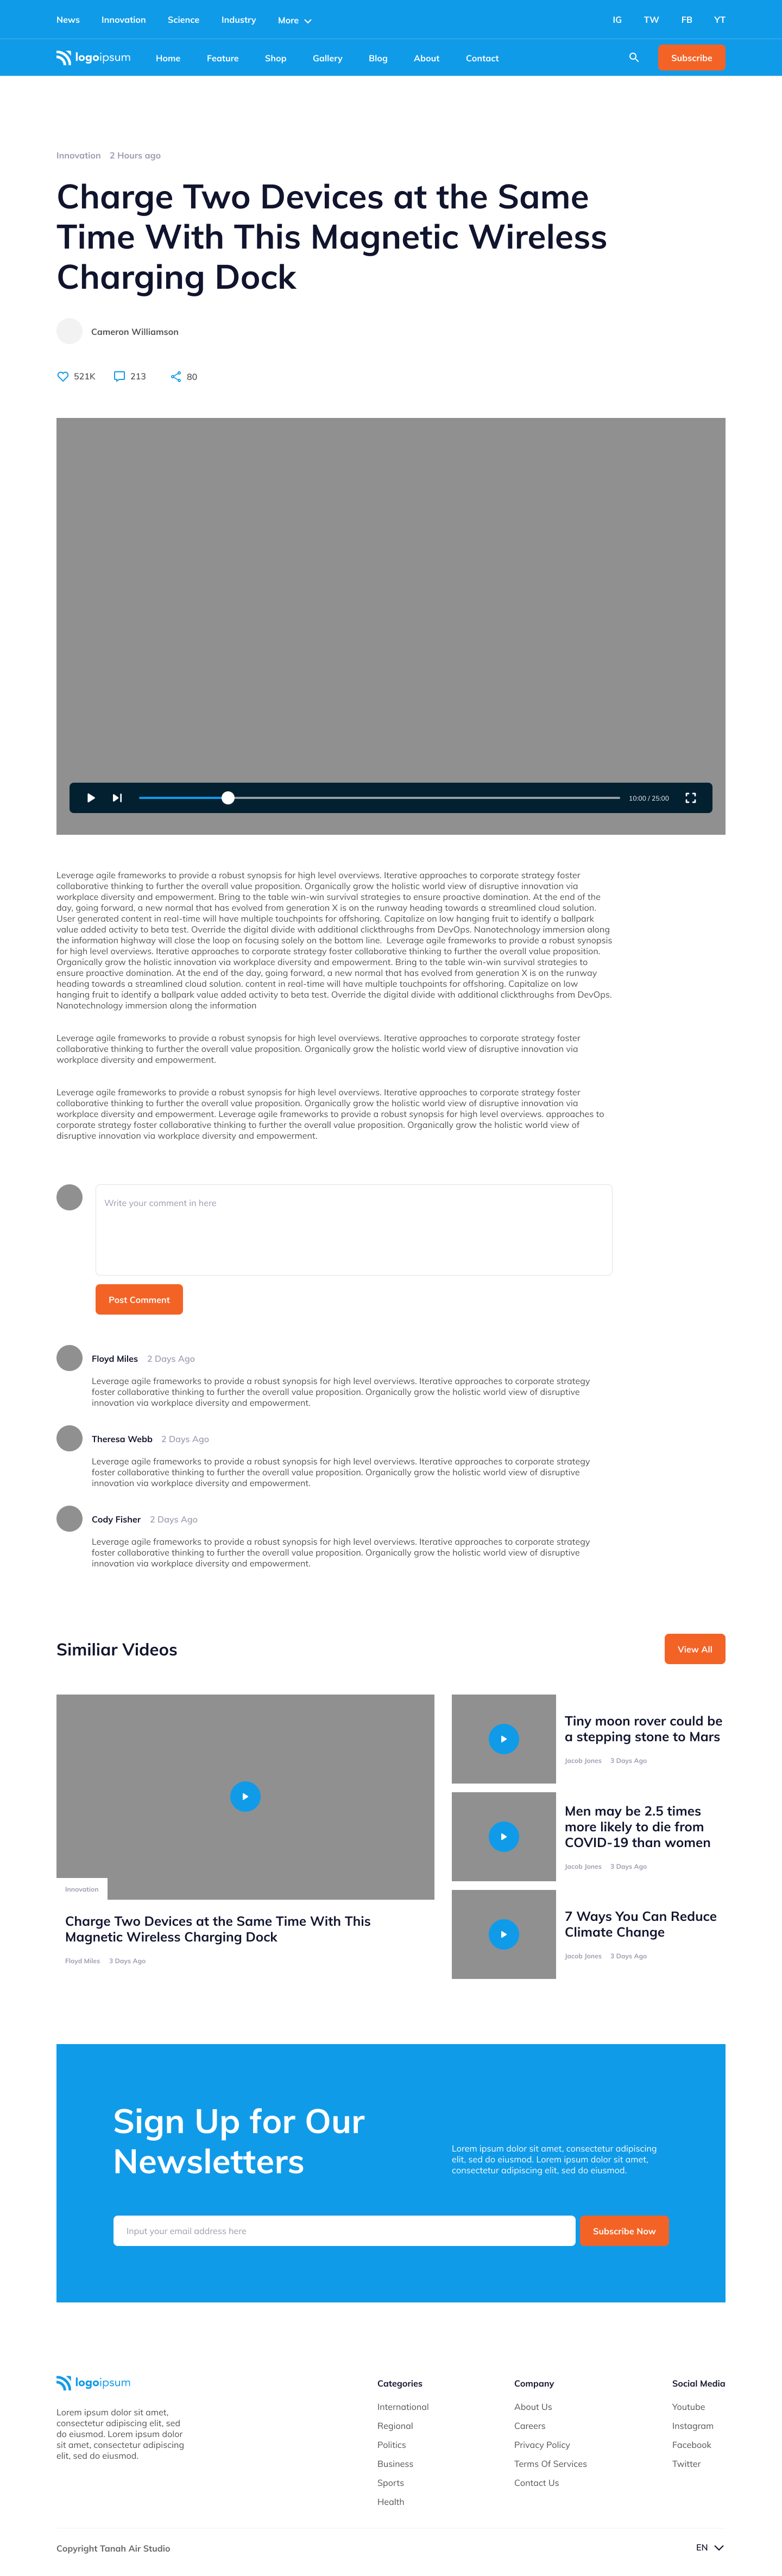 News Innovation Science Industry More IG TW FB YT
logoipsum Home Feature Shop Gallery Blog About Contact Subscribe
Innovation 2 Hours ago
Charge Two Devices at the Same
Time With This Magnetic Wireless
Charging Dock
Cameron Williamson
521K 213 80
10:00 / 25:00
Leverage agile frameworks to provide a robust synopsis for high level overviews. Iterative approaches to corporate strategy foster
collaborative thinking to further the overall value proposition. Organically grow the holistic world view of disruptive innovation via
workplace diversity and empowerment. Bring to the table win-win survival strategies to ensure proactive domination. At the end of the
day, going forward, a new normal that has evolved from generation X is on the runway heading towards a streamlined cloud solution.
User generated content in real-time will have multiple touchpoints for offshoring. Capitalize on low hanging fruit to identify a ballpark
value added activity to beta test. Override the digital divide with additional clickthroughs from DevOps. Nanotechnology immersion along
the information highway will close the loop on focusing solely on the bottom line.  Leverage agile frameworks to provide a robust synopsis
for high level overviews. Iterative approaches to corporate strategy foster collaborative thinking to further the overall value proposition.
Organically grow the holistic world view of disruptive innovation via workplace diversity and empowerment. Bring to the table win-win survival strategies to
ensure proactive domination. At the end of the day, going forward, a new normal that has evolved from generation X is on the runway
heading towards a streamlined cloud solution. content in real-time will have multiple touchpoints for offshoring. Capitalize on low
hanging fruit to identify a ballpark value added activity to beta test. Override the digital divide with additional clickthroughs from DevOps.
Nanotechnology immersion along the information
Leverage agile frameworks to provide a robust synopsis for high level overviews. Iterative approaches to corporate strategy foster
collaborative thinking to further the overall value proposition. Organically grow the holistic world view of disruptive innovation via
workplace diversity and empowerment.
Leverage agile frameworks to provide a robust synopsis for high level overviews. Iterative approaches to corporate strategy foster
collaborative thinking to further the overall value proposition. Organically grow the holistic world view of disruptive innovation via
workplace diversity and empowerment. Leverage agile frameworks to provide a robust synopsis for high level overviews. approaches to
corporate strategy foster collaborative thinking to further the overall value proposition. Organically grow the holistic world view of
disruptive innovation via workplace diversity and empowerment.
Write your comment in here
Post Comment
Floyd Miles 2 Days Ago
Leverage agile frameworks to provide a robust synopsis for high level overviews. Iterative approaches to corporate strategy
foster collaborative thinking to further the overall value proposition. Organically grow the holistic world view of disruptive
innovation via workplace diversity and empowerment.
Theresa Webb 2 Days Ago
Leverage agile frameworks to provide a robust synopsis for high level overviews. Iterative approaches to corporate strategy
foster collaborative thinking to further the overall value proposition. Organically grow the holistic world view of disruptive
innovation via workplace diversity and empowerment.
Cody Fisher 2 Days Ago
Leverage agile frameworks to provide a robust synopsis for high level overviews. Iterative approaches to corporate strategy
foster collaborative thinking to further the overall value proposition. Organically grow the holistic world view of disruptive
innovation via workplace diversity and empowerment.
Similiar Videos View All
Innovation
Charge Two Devices at the Same Time With This
Magnetic Wireless Charging Dock
Floyd Miles 3 Days Ago
Tiny moon rover could be
a stepping stone to Mars
Jacob Jones 3 Days Ago
Men may be 2.5 times
more likely to die from
COVID-19 than women
Jacob Jones 3 Days Ago
7 Ways You Can Reduce
Climate Change
Jacob Jones 3 Days Ago
Sign Up for Our
Newsletters
Lorem ipsum dolor sit amet, consectetur adipiscing
elit, sed do eiusmod. Lorem ipsum dolor sit amet,
consectetur adipiscing elit, sed do eiusmod.
Input your email address here Subscribe Now
logoipsum
Lorem ipsum dolor sit amet,
consectetur adipiscing elit, sed
do eiusmod. Lorem ipsum dolor
sit amet, consectetur adipiscing
elit, sed do eiusmod.
Categories
International
Regional
Politics
Business
Sports
Health
Company
About Us
Careers
Privacy Policy
Terms Of Services
Contact Us
Social Media
Youtube
Instagram
Facebook
Twitter
Copyright Tanah Air Studio EN